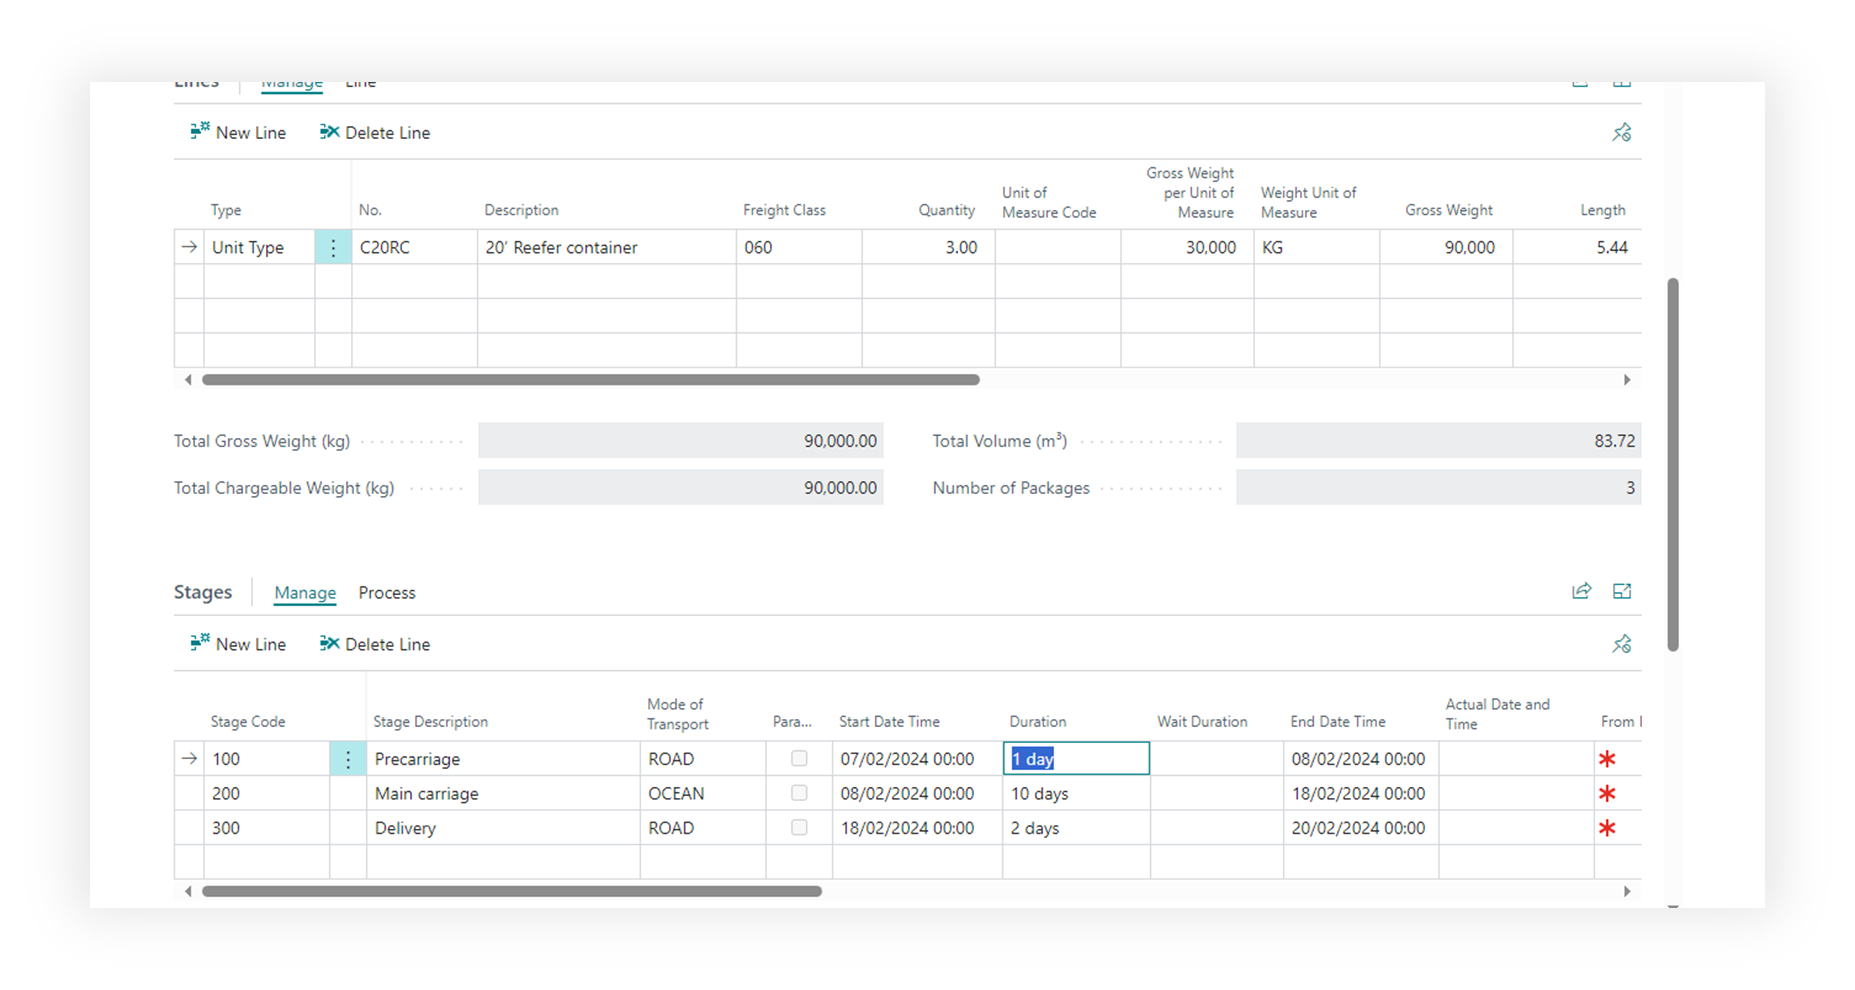 Lines Manage Line
New Line Delete Line
Type No. Description Freight Class Quantity Unit of Measure Code Gross Weight per Unit of Measure Weight Unit of Measure Gross Weight Length
Unit Type C20RC 20' Reefer container 060 3.00 30,000 KG 90,000 5.44
Total Gross Weight (kg) 90,000.00 Total Volume (m³) 83.72
Total Chargeable Weight (kg) 90,000.00 Number of Packages 3
Stages Manage Process
New Line Delete Line
Stage Code Stage Description Mode of Transport Para... Start Date Time Duration Wait Duration End Date Time Actual Date and Time From
100 Precarriage ROAD 07/02/2024 00:00 1 day 08/02/2024 00:00 *
200 Main carriage OCEAN 08/02/2024 00:00 10 days 18/02/2024 00:00 *
300 Delivery ROAD 18/02/2024 00:00 2 days 20/02/2024 00:00 *